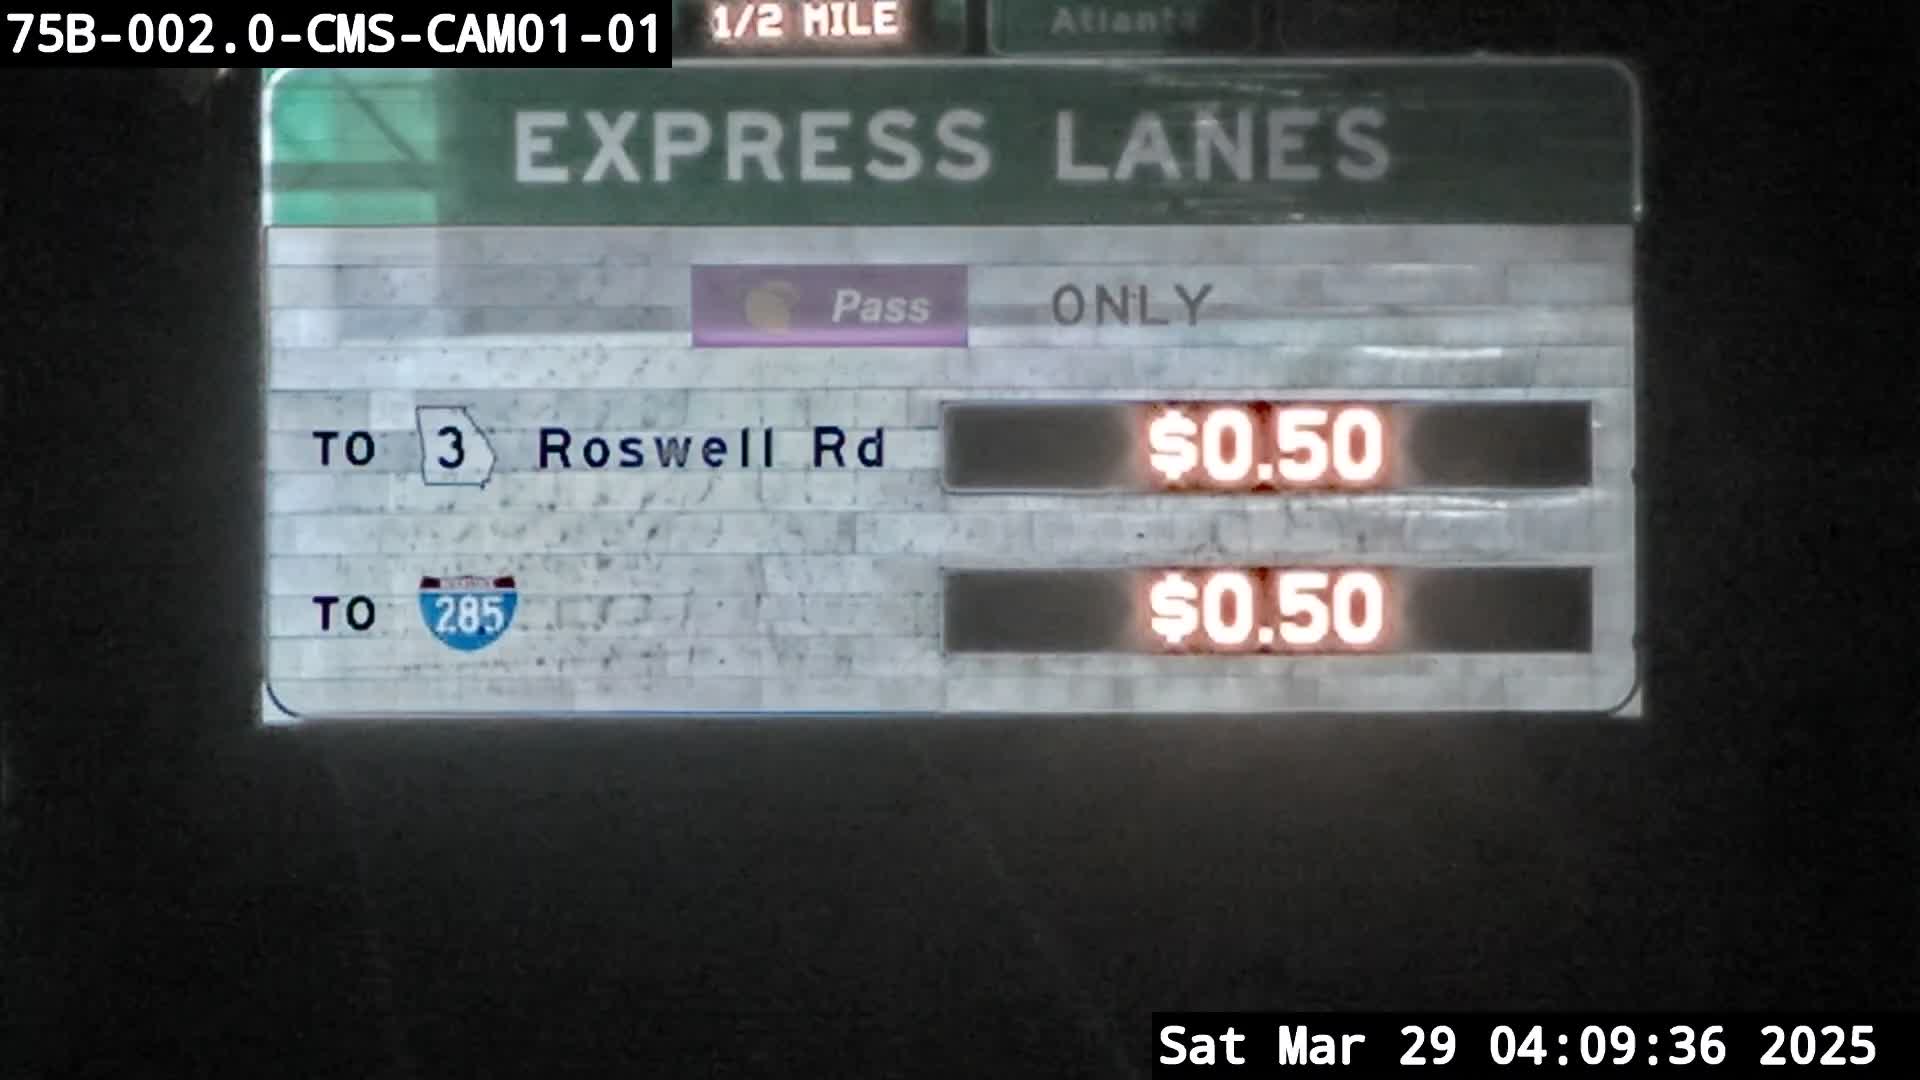 75B-002.0-CMS-CAM01-01
1/2 MILE
Atlanta
EXPRESS LANES
Pass ONLY
TO 3 Roswell Rd $0.50
TO 285 $0.50
Sat Mar 29 04:09:36 2025